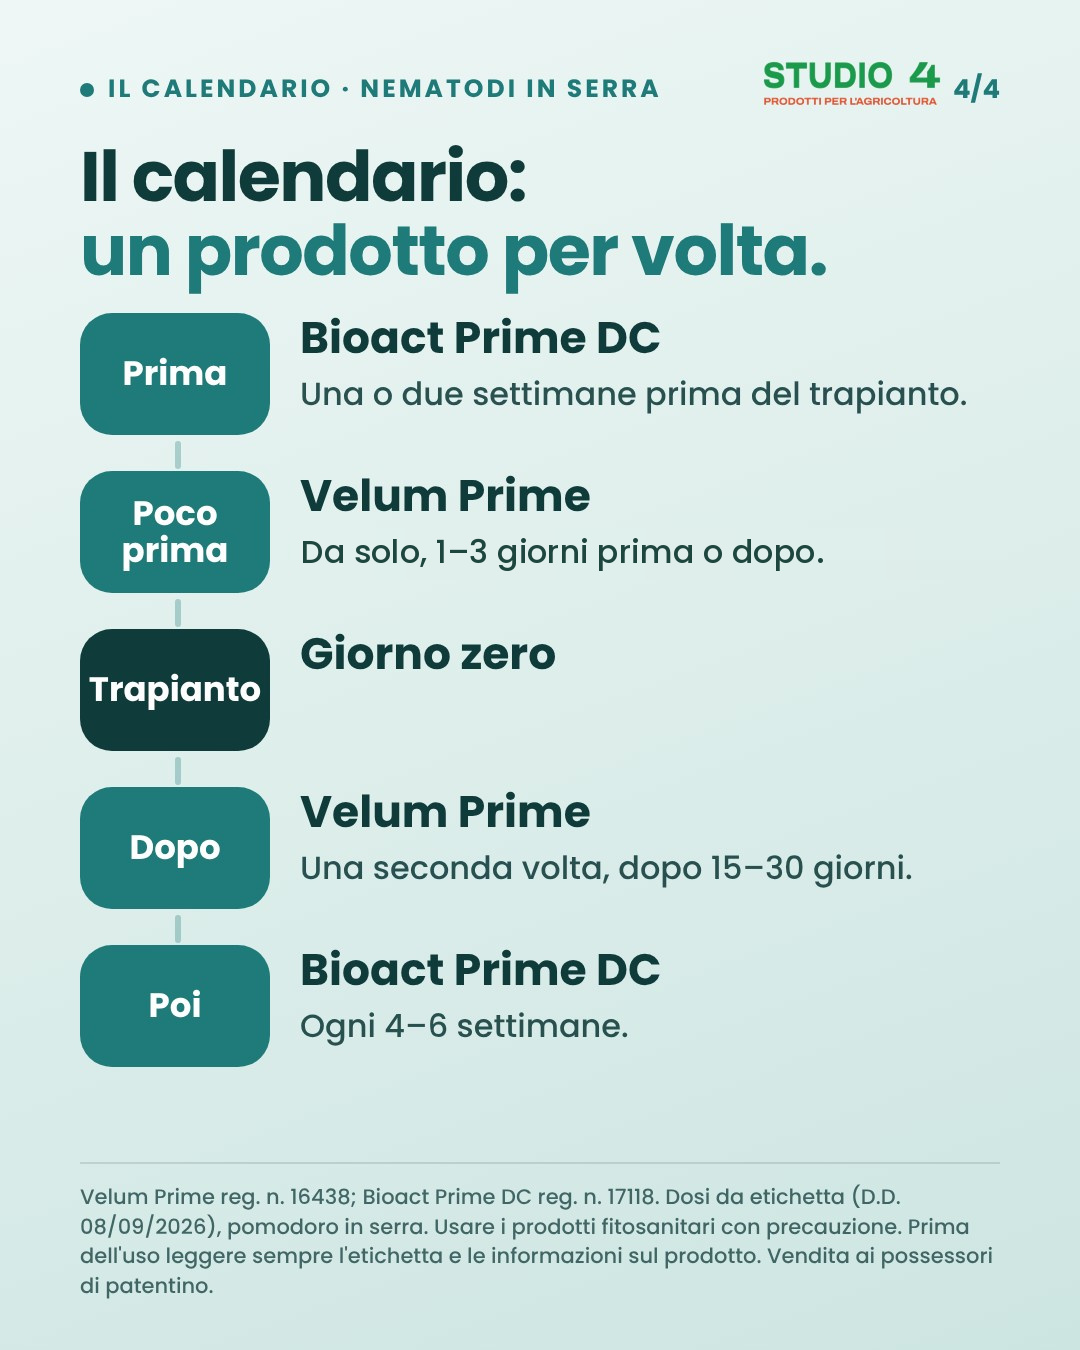 IL CALENDARIO · NEMATODI IN SERRA
STUDIO 4
PRODOTTI PER L'AGRICOLTURA
4/4
Il calendario:
un prodotto per volta.
Prima
Bioact Prime DC
Una o due settimane prima del trapianto.
Poco
prima
Velum Prime
Da solo, 1–3 giorni prima o dopo.
Trapianto
Giorno zero
Dopo
Velum Prime
Una seconda volta, dopo 15–30 giorni.
Poi
Bioact Prime DC
Ogni 4–6 settimane.
Velum Prime reg. n. 16438; Bioact Prime DC reg. n. 17118. Dosi da etichetta (D.D.
08/09/2026), pomodoro in serra. Usare i prodotti fitosanitari con precauzione. Prima
dell'uso leggere sempre l'etichetta e le informazioni sul prodotto. Vendita ai possessori
di patentino.